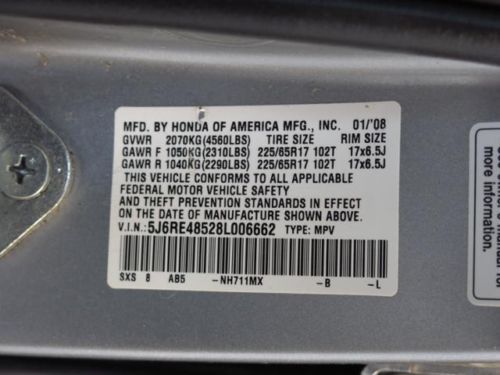 MFD. BY HONDA OF AMERICA MFG., INC. 01/'08
GVWR 2070KG(4560LBS) TIRE SIZE RIM SIZE
GAWR F 1050KG(2310LBS) 225/65R17 102T 17x6.5J
GAWR R 1040KG(2290LBS) 225/65R17 102T 17x6.5J
THIS VEHICLE CONFORMS TO ALL APPLICABLE
FEDERAL MOTOR VEHICLE SAFETY
AND THEFT PREVENTION STANDARDS IN EFFECT
ON THE DATE OF MANUFACTURE SHOWN ABOVE.
V.I.N.: 5J6RE48528L006662 TYPE: MPV
SXS 8 AB5 -NH711MX -B -L